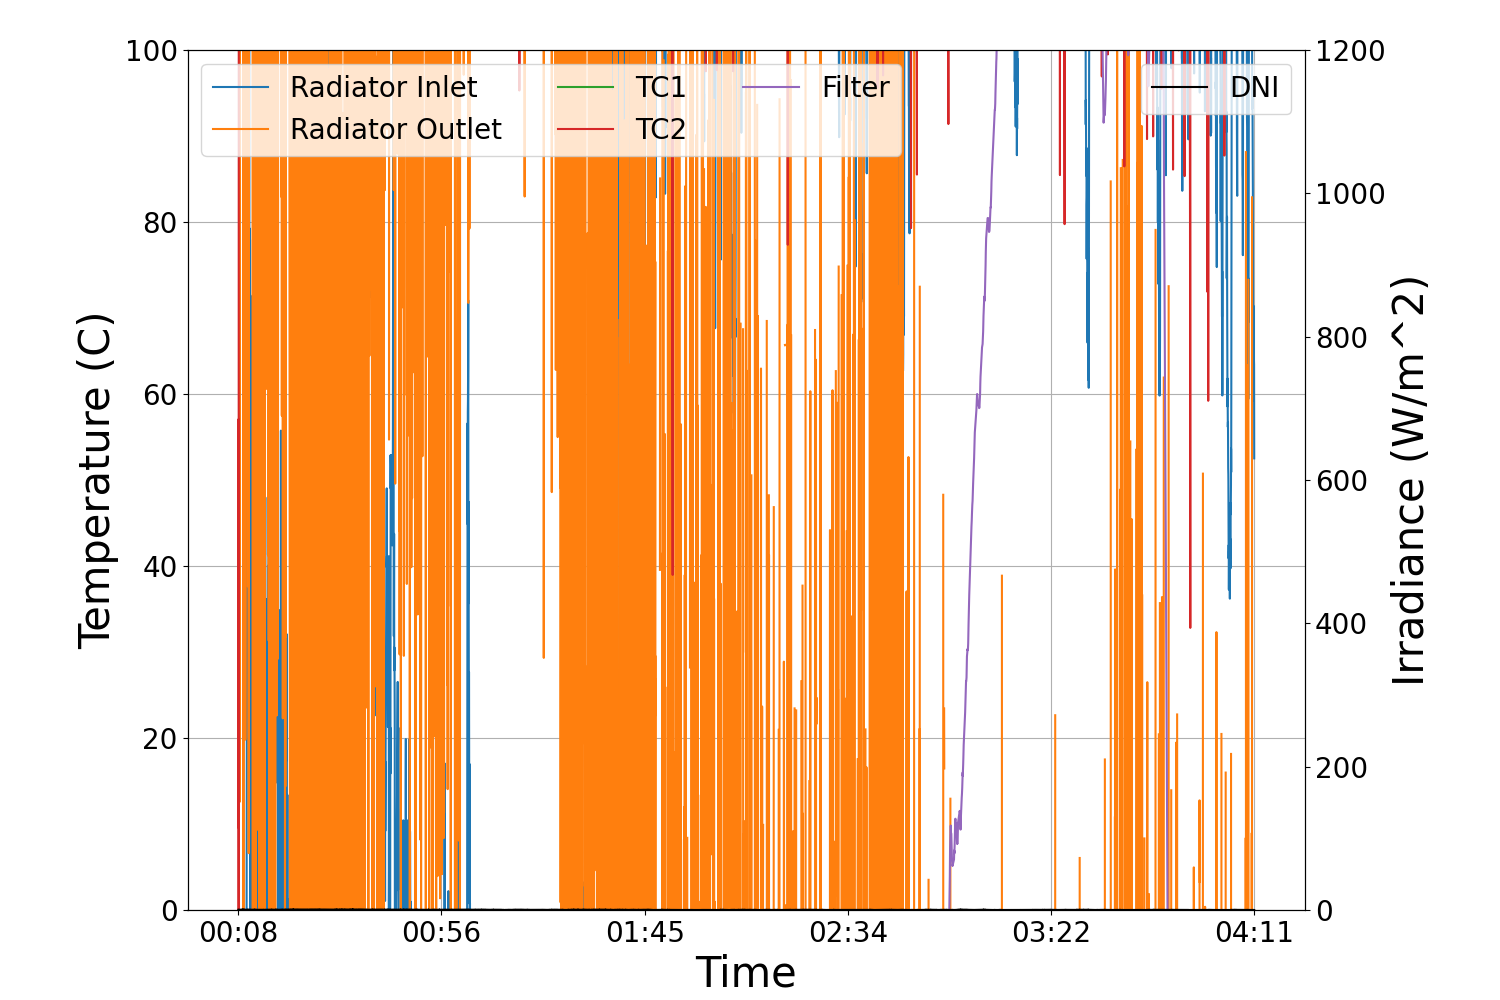 Radiator Inlet
Radiator Outlet
TC1
TC2
Filter
DNI
Temperature (C)
100
80
60
40
20
0
1200
1000
800
600
400
200
0
Irradiance (W/m^2)
00:08 00:56 01:45 02:34 03:22 04:11
Time